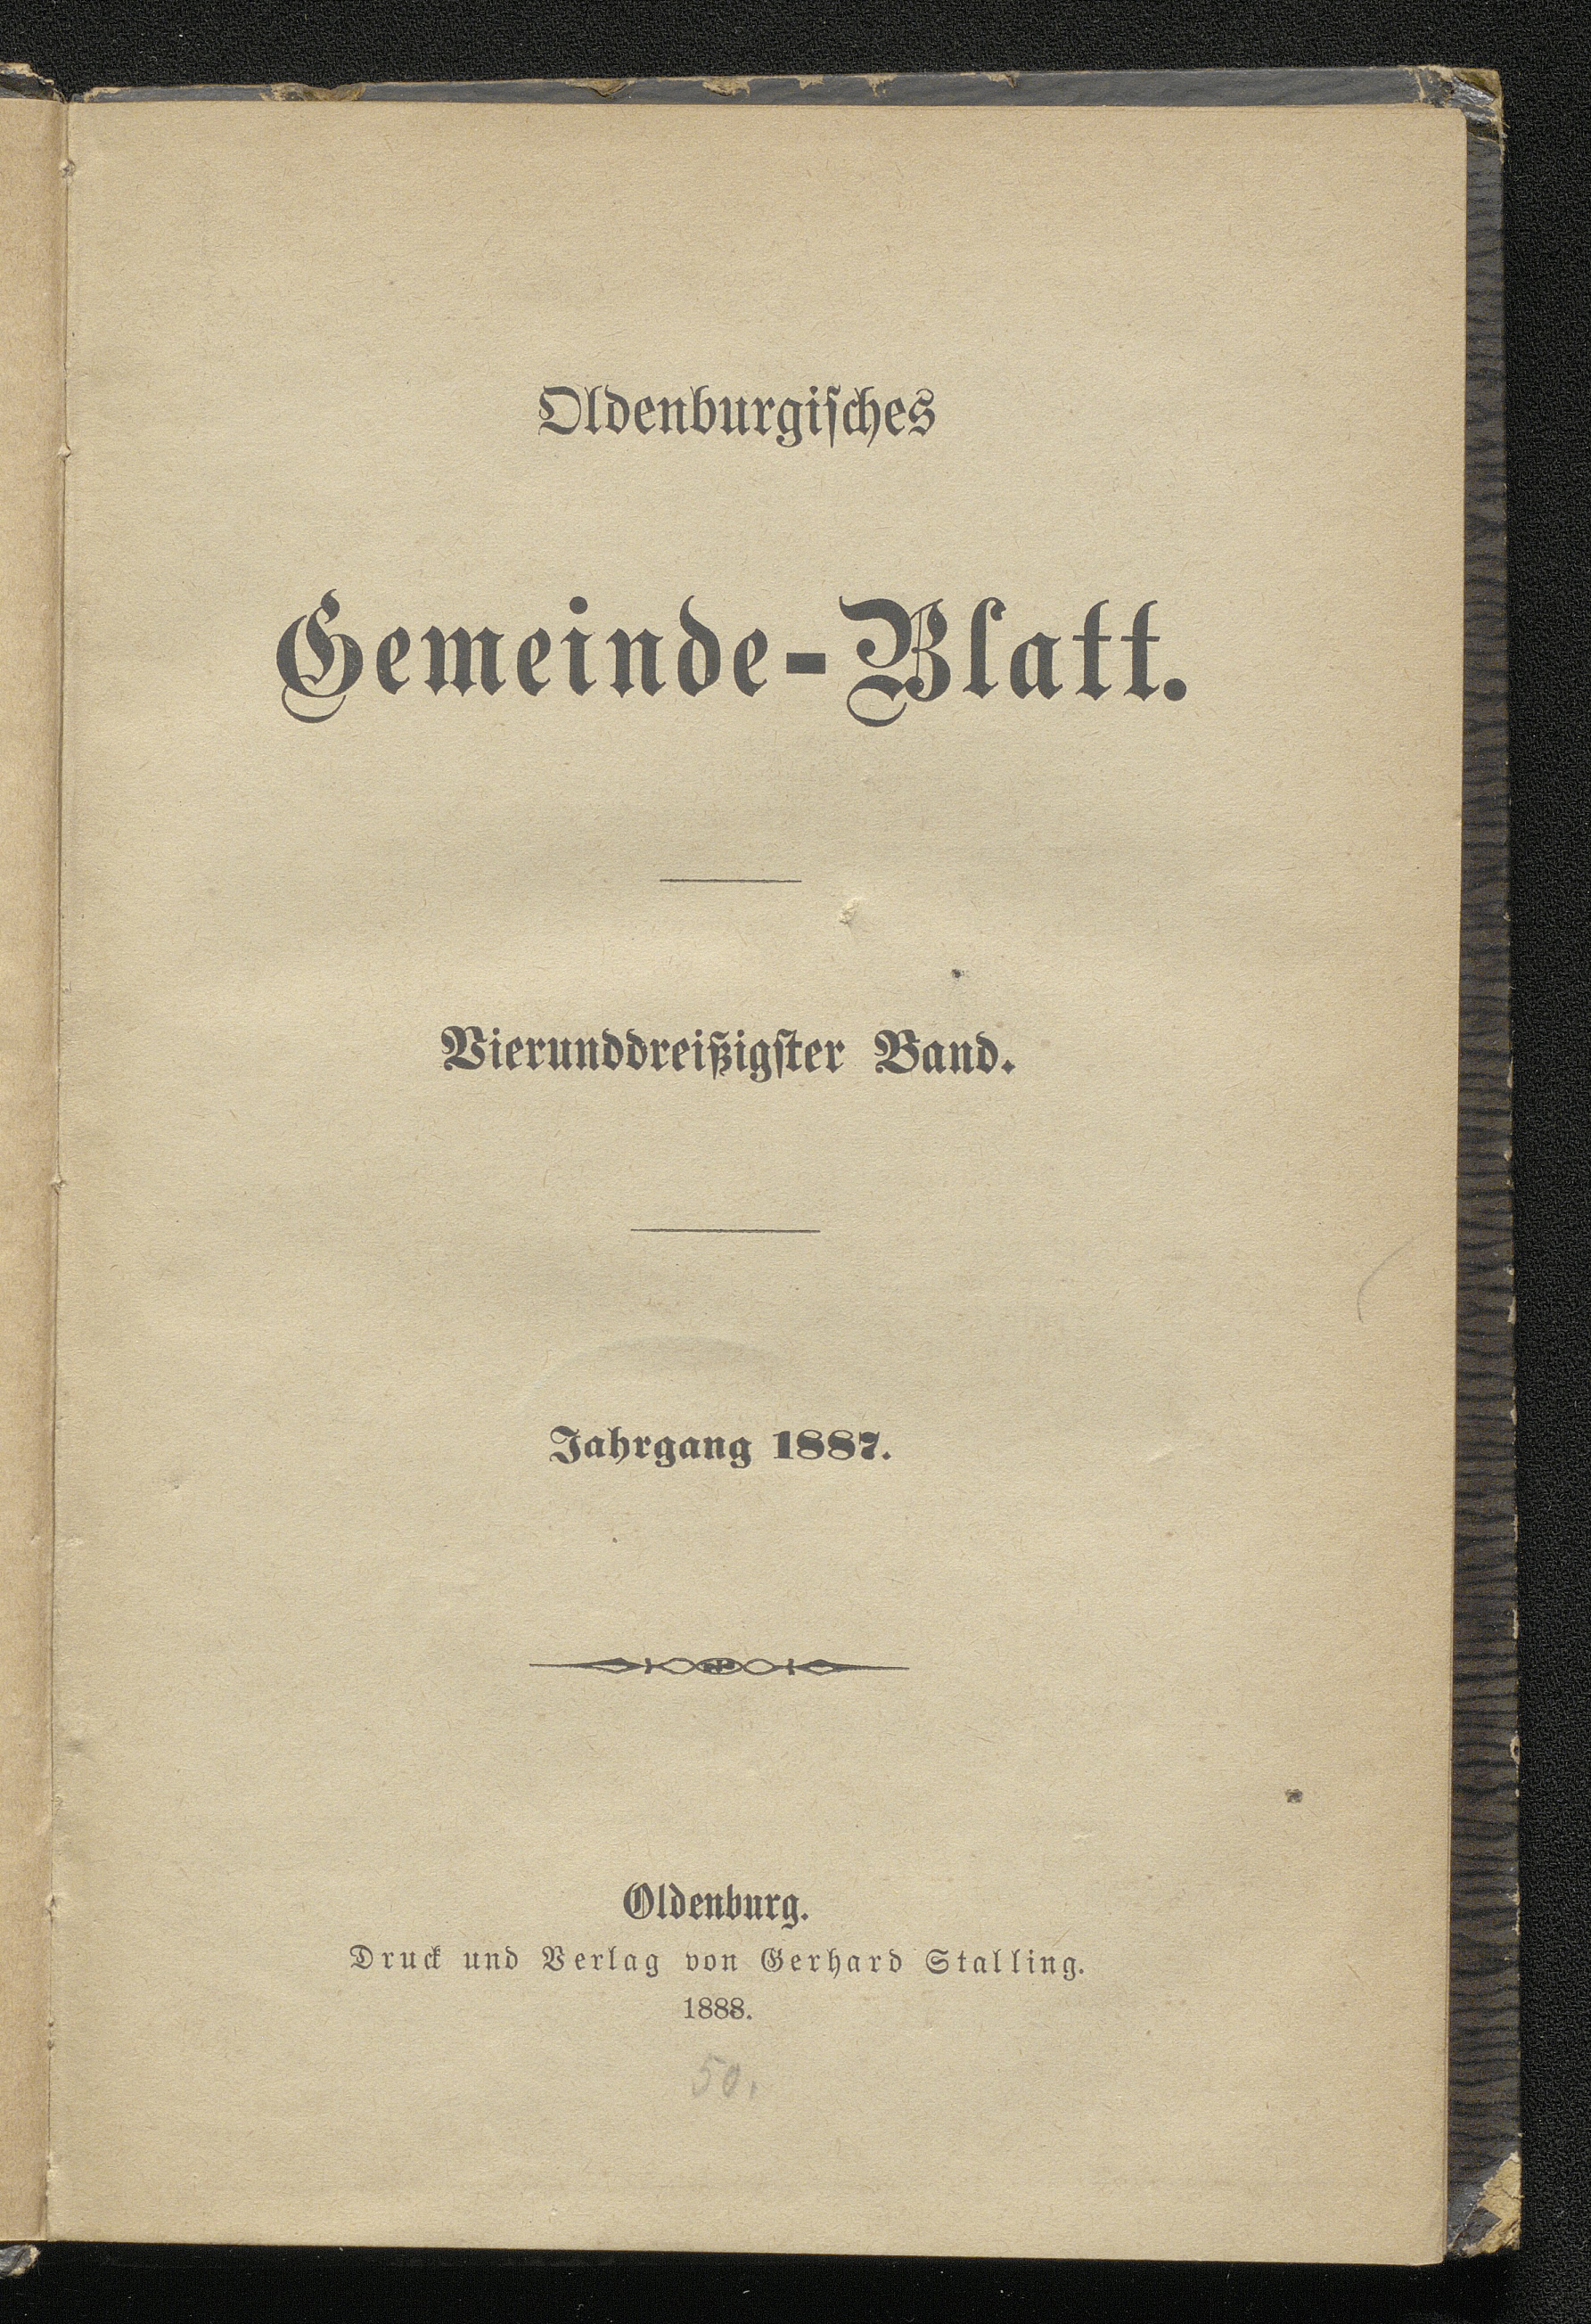 Oldenburgisches
Gemeinde-Blatt.
Vierunddreißigster Band.
Jahrgang 1887.
Oldenburg.
Druck und Verlag von Gerhard Stalling.
1888.
50.